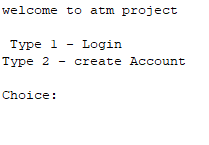 welcome to atm project
Type 1 - Login
Type 2 - create Account
Choice: